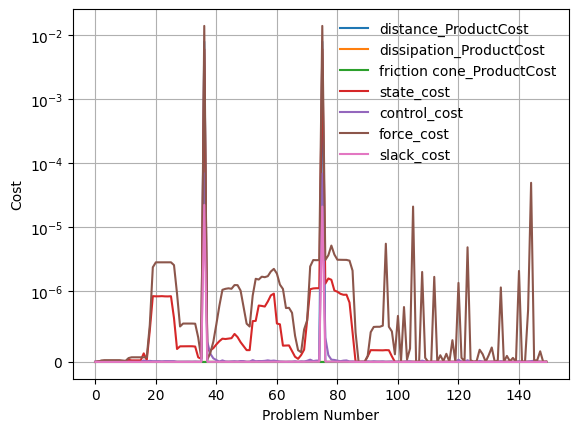 distance_ProductCost
dissipation_ProductCost
friction cone_ProductCost
state_cost
control_cost
force_cost
slack_cost
Cost
10⁻²
10⁻³
10⁻⁴
10⁻⁵
10⁻⁶
0
0 20 40 60 80 100 120 140
Problem Number